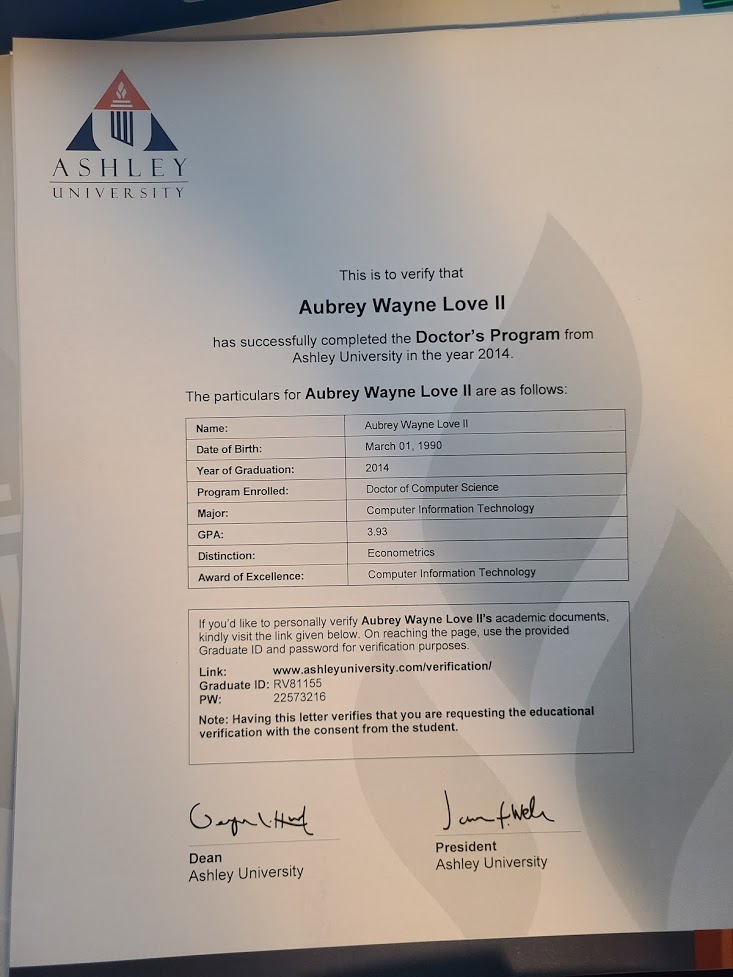 ASHLEY
UNIVERSITY
This is to verify that
Aubrey Wayne Love II
has successfully completed the Doctor's Program from
Ashley University in the year 2014.
The particulars for Aubrey Wayne Love II are as follows:
Name: Aubrey Wayne Love II
Date of Birth: March 01, 1990
Year of Graduation: 2014
Program Enrolled: Doctor of Computer Science
Major: Computer Information Technology
GPA: 3.93
Distinction: Econometrics
Award of Excellence: Computer Information Technology
If you'd like to personally verify Aubrey Wayne Love II's academic documents,
kindly visit the link given below. On reaching the page, use the provided
Graduate ID and password for verification purposes.
Link: www.ashleyuniversity.com/verification/
Graduate ID: RV81155
PW: 22573216
Note: Having this letter verifies that you are requesting the educational
verification with the consent from the student.
Dean
Ashley University
President
Ashley University